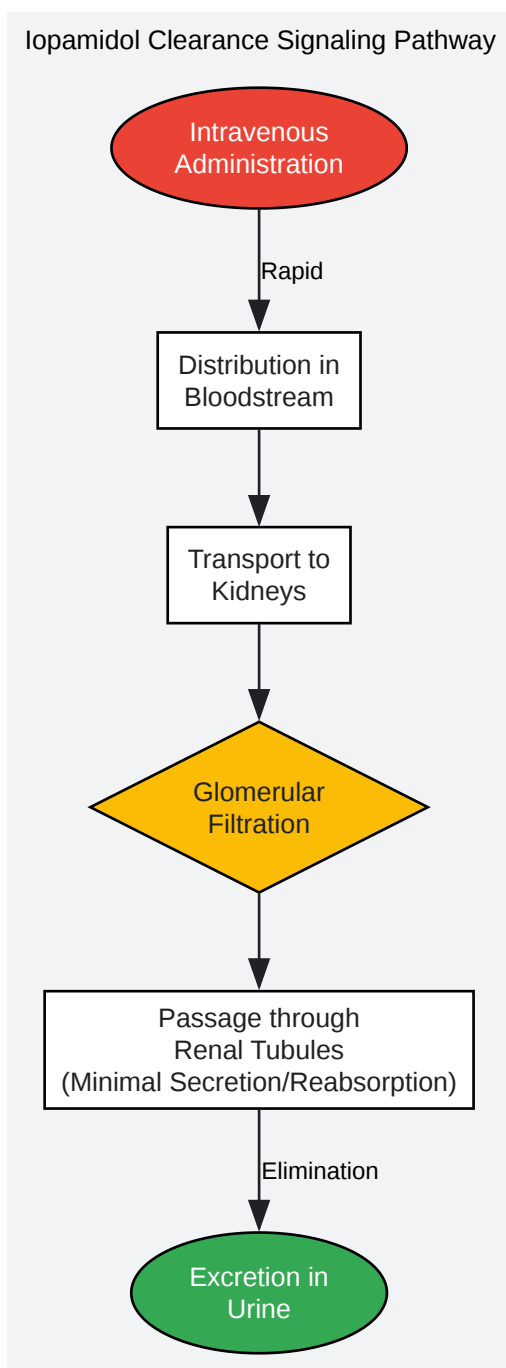 Iopamidol Clearance Signaling Pathway
Intravenous
Administration
Rapid
Distribution in
Bloodstream
Transport to
Kidneys
Glomerular
Filtration
Passage through
Renal Tubules
(Minimal Secretion/Reabsorption)
Elimination
Excretion in
Urine